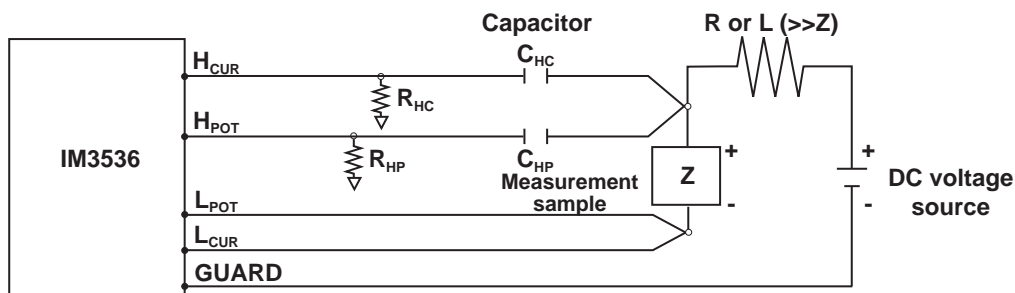 Capacitor
R or L (>>Z)
H_CUR
C_HC
R_HC
H_POT
IM3536
R_HP
C_HP
Measurement
sample
Z
+
-
+
-
DC voltage
source
L_POT
L_CUR
GUARD